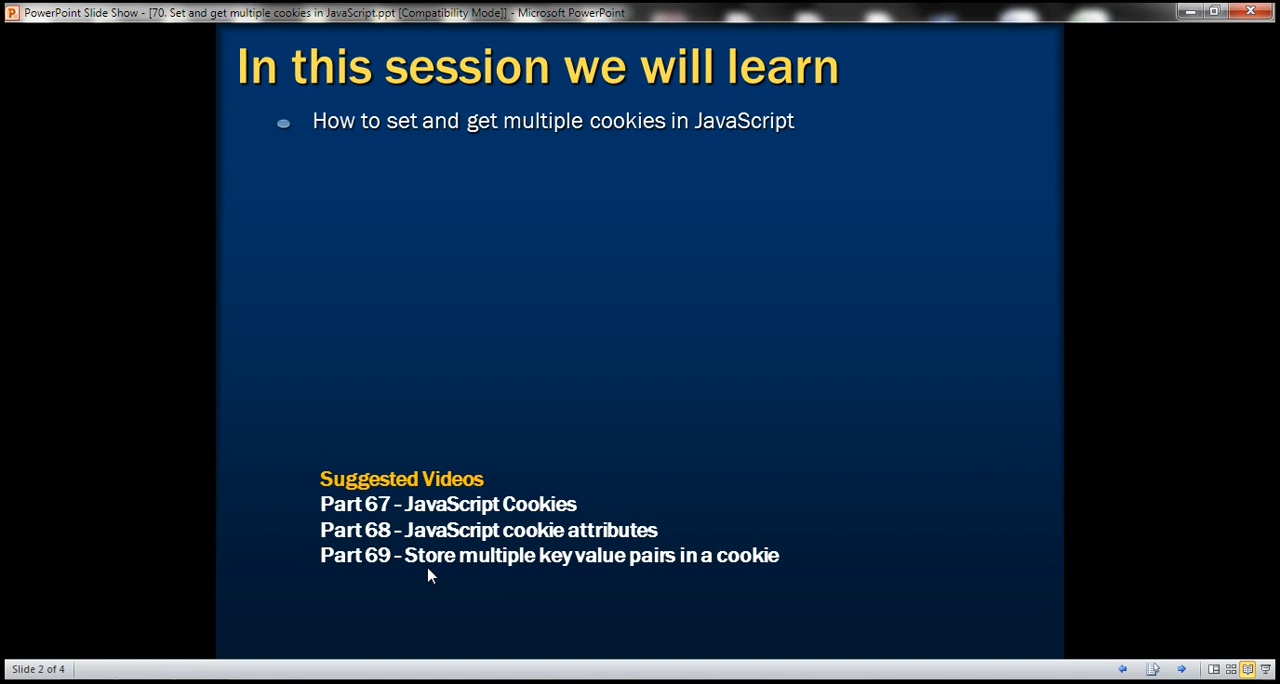 PowerPoint Slide Show - [70. Set and get multiple cookies in JavaScript.ppt [Compatibility Mode]] - Microsoft PowerPoint
In this session we will learn
How to set and get multiple cookies in JavaScript
Suggested Videos
Part 67 - JavaScript Cookies
Part 68 - JavaScript cookie attributes
Part 69 - Store multiple key value pairs in a cookie
Slide 2 of 4